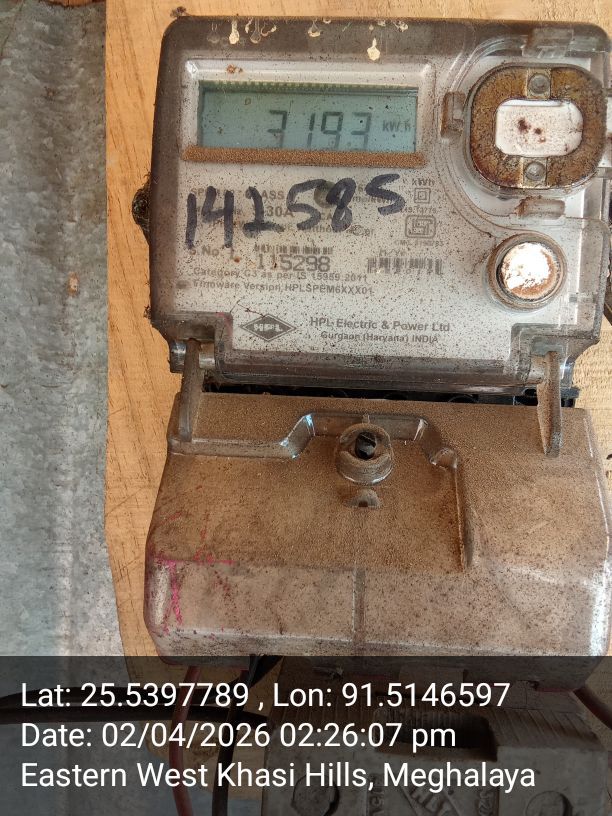 3193 kW.h
kWh
142585
30A
S.No
115298
Category C3 as per IS 15959 2011
Firmware Version HPLSPEM6XXX01
HPL
HPL Electric & Power Ltd
Gurgaon (Haryana) INDIA
Lat: 25.5397789 , Lon: 91.5146597
Date: 02/04/2026 02:26:07 pm
Eastern West Khasi Hills, Meghalaya